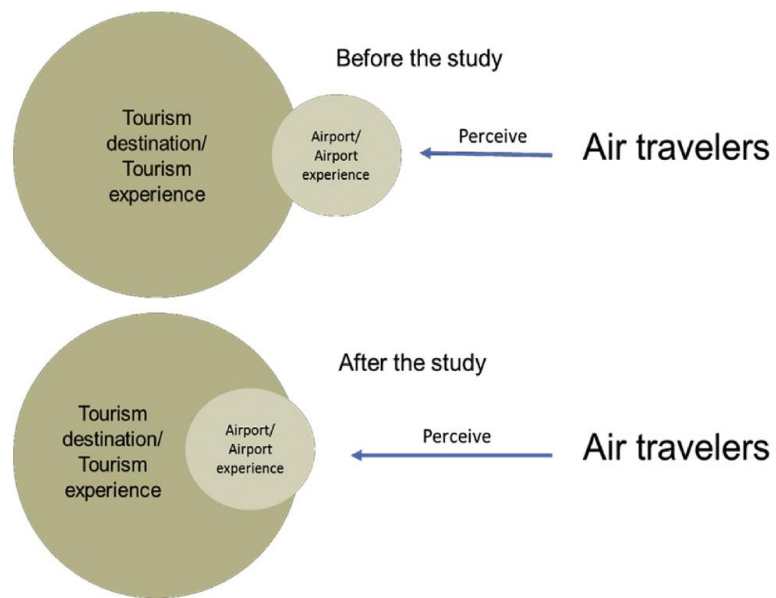 Before the study
Tourism
destination/
Tourism
experience
Airport/
Airport
experience
Perceive
Air travelers
After the study
Tourism
destination/
Tourism
experience
Airport/
Airport
experience
Perceive
Air travelers